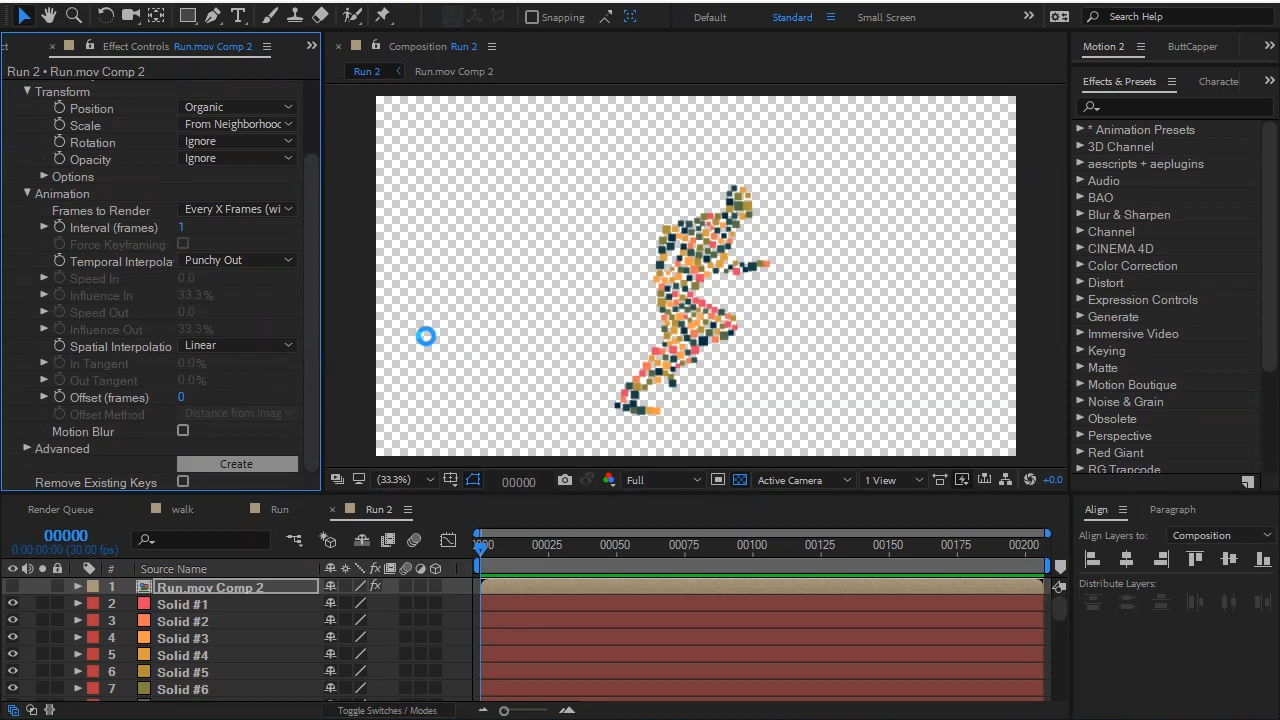 Snapping
Default
Standard
Small Screen
Search Help
Effect Controls Run.mov Comp 2
Composition Run 2
Motion 2
ButtCapper
Run 2 • Run.mov Comp 2
Run 2
Run.mov Comp 2
Effects & Presets
Characte
Transform
Position
Organic
Scale
From Neighborhood
Rotation
Ignore
Opacity
Ignore
Options
Animation
Frames to Render
Every X Frames (wi
Interval (frames)
1
Force Keyframing
Temporal Interpola
Punchy Out
Speed In
0.0
Influence In
33.3%
Speed Out
0.0
Influence Out
33.3%
Spatial Interpolatio
Linear
In Tangent
0.0%
Out Tangent
0.0%
Offset (frames)
0
Offset Method
Distance from Imag
Motion Blur
Advanced
Create
Remove Existing Keys
* Animation Presets
3D Channel
aescripts + aeplugins
Audio
BAO
Blur & Sharpen
Channel
CINEMA 4D
Color Correction
Distort
Expression Controls
Generate
Immersive Video
Keying
Matte
Motion Boutique
Noise & Grain
Obsolete
Perspective
Red Giant
RG Trapcode
(33.3%)
00000
Full
Active Camera
1 View
+0.0
Render Queue
walk
Run
Run 2
Align
Paragraph
00000
0:00:00:00 (30.00 fps)
000
00025
00050
00075
00100
00125
00150
00175
00200
Align Layers to:
Composition
Distribute Layers:
#
Source Name
fx
1
Run.mov Comp 2
fx
2
Solid #1
3
Solid #2
4
Solid #3
5
Solid #4
6
Solid #5
7
Solid #6
Toggle Switches / Modes